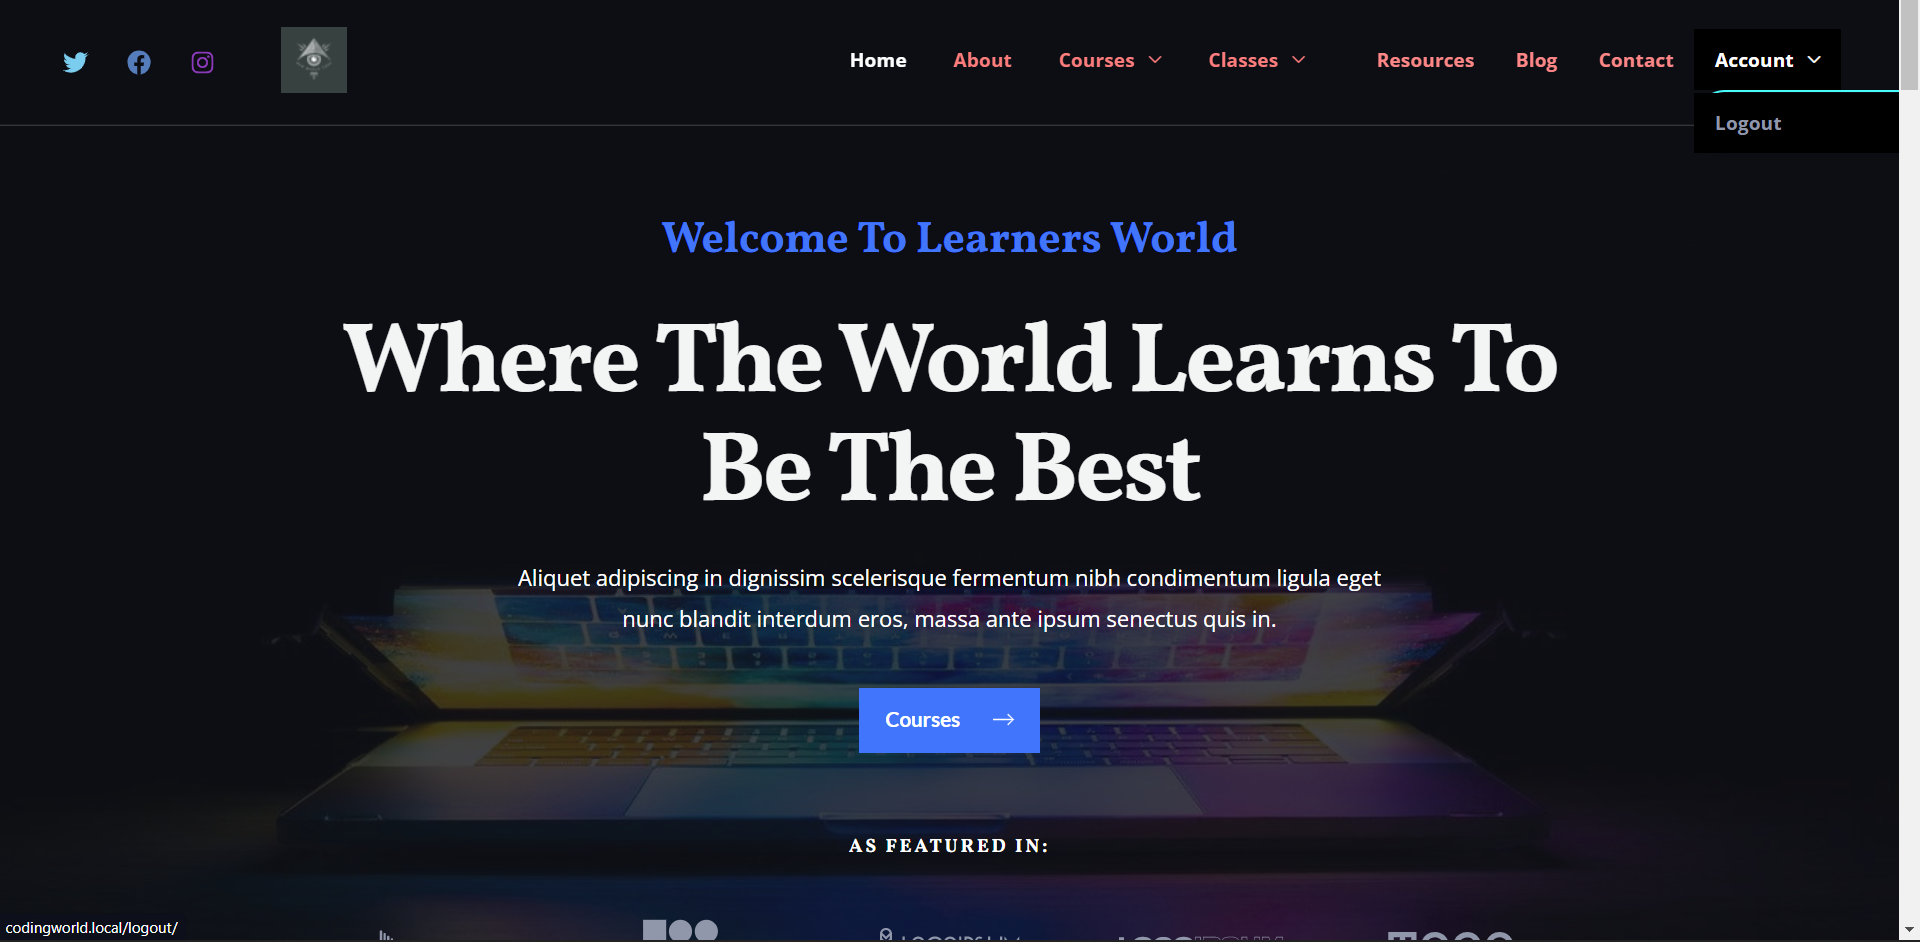 Home
About
Courses
Classes
Resources
Blog
Contact
Account
Logout
Welcome To Learners World
Where The World Learns To
Be The Best
Aliquet adipiscing in dignissim scelerisque fermentum nibh condimentum ligula eget
nunc blandit interdum eros, massa ante ipsum senectus quis in.
Courses
AS FEATURED IN:
codingworld.local/logout/